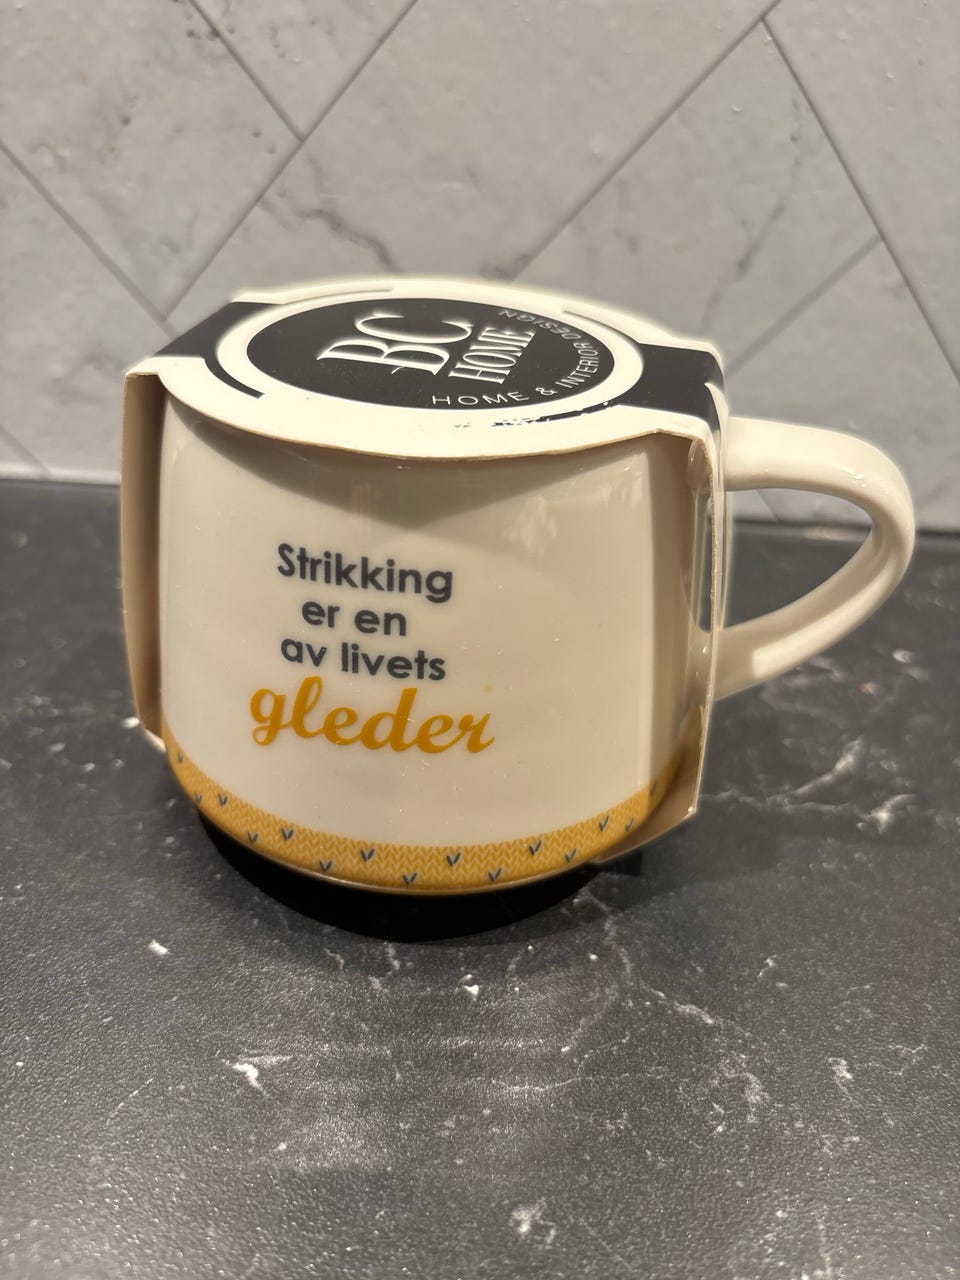 BC
HOME
HOME & INTERIOR DESIGN
Strikking
er en
av livets
gleder